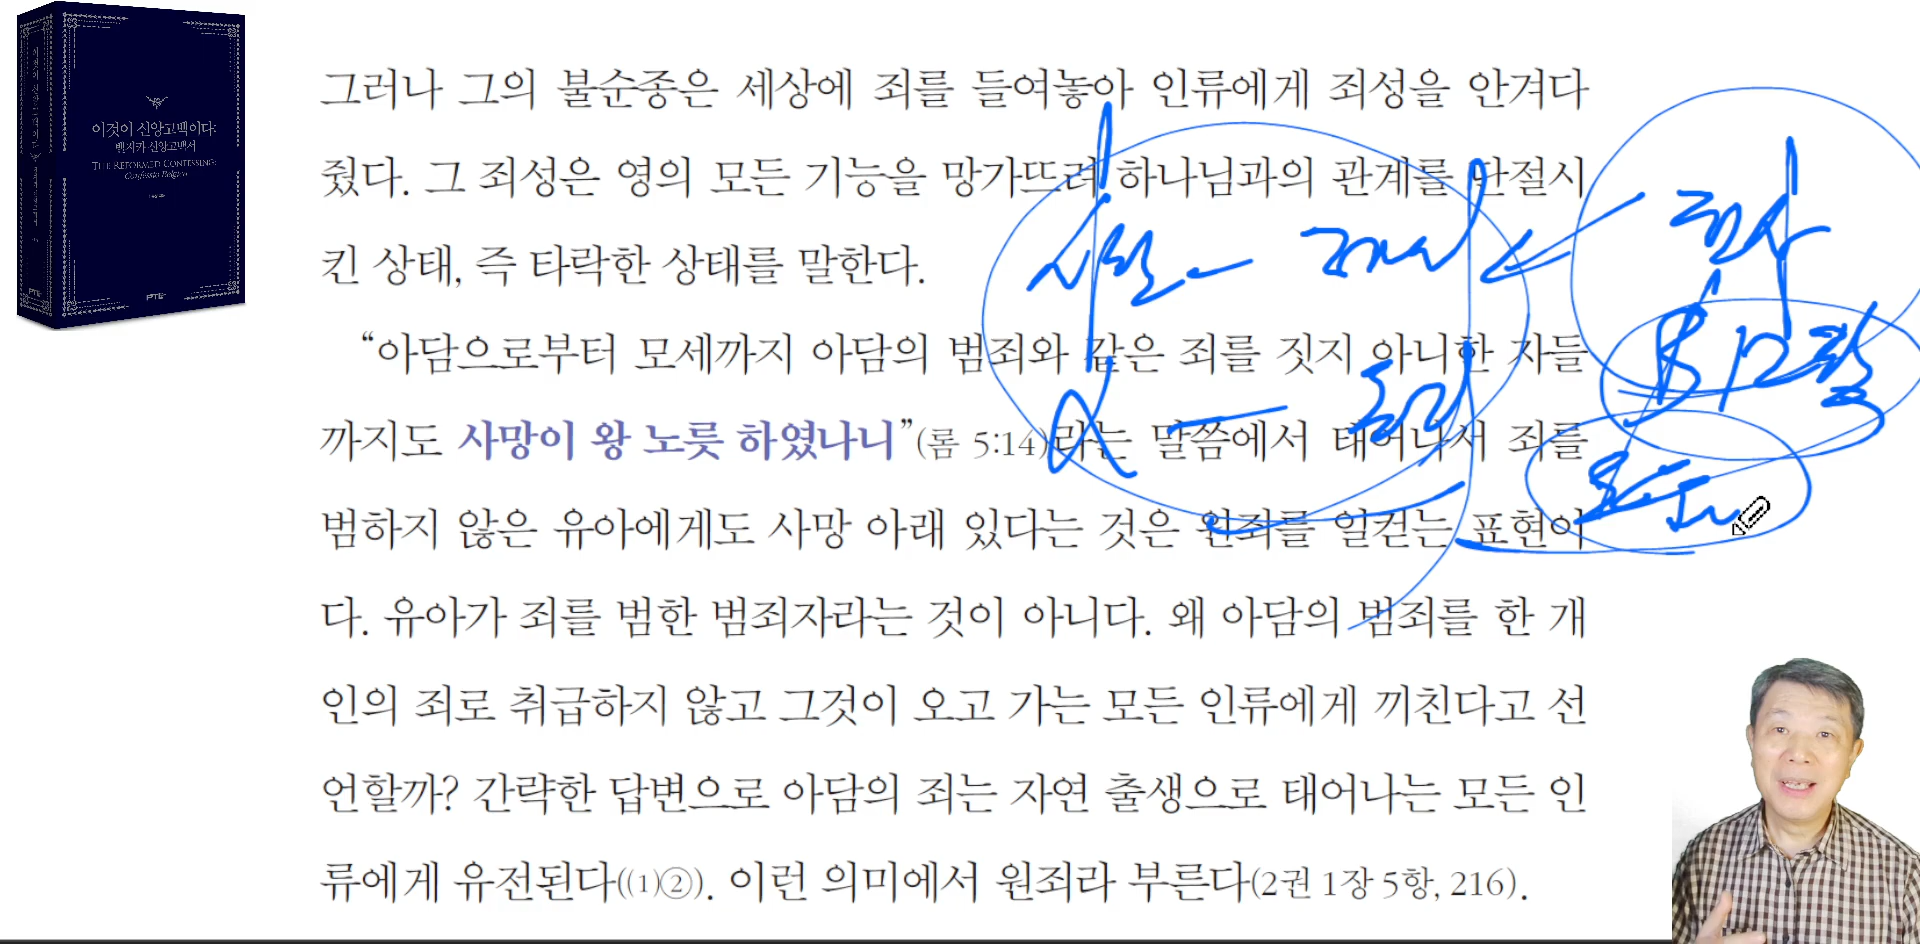 이것이 신앙고백이다:
벨지카 신앙고백서
THE REFORMED CONFESSING:
Confessio Belgica
PTL
그러나 그의 불순종은 세상에 죄를 들여놓아 인류에게 죄성을 안겨다
줬다. 그 죄성은 영의 모든 기능을 망가뜨려 하나님과의 관계를 단절시
킨 상태, 즉 타락한 상태를 말한다.
“아담으로부터 모세까지 아담의 범죄와 같은 죄를 짓지 아니한 자들
까지도 사망이 왕 노릇 하였나니”(롬 5:14)라는 말씀에서 태어나서 죄를
범하지 않은 유아에게도 사망 아래 있다는 것은 원죄를 일컫는 표현이
다. 유아가 죄를 범한 범죄자라는 것이 아니다. 왜 아담의 범죄를 한 개
인의 죄로 취급하지 않고 그것이 오고 가는 모든 인류에게 끼친다고 선
언할까? 간략한 답변으로 아담의 죄는 자연 출생으로 태어나는 모든 인
류에게 유전된다((1)②). 이런 의미에서 원죄라 부른다(2권 1장 5항, 216).